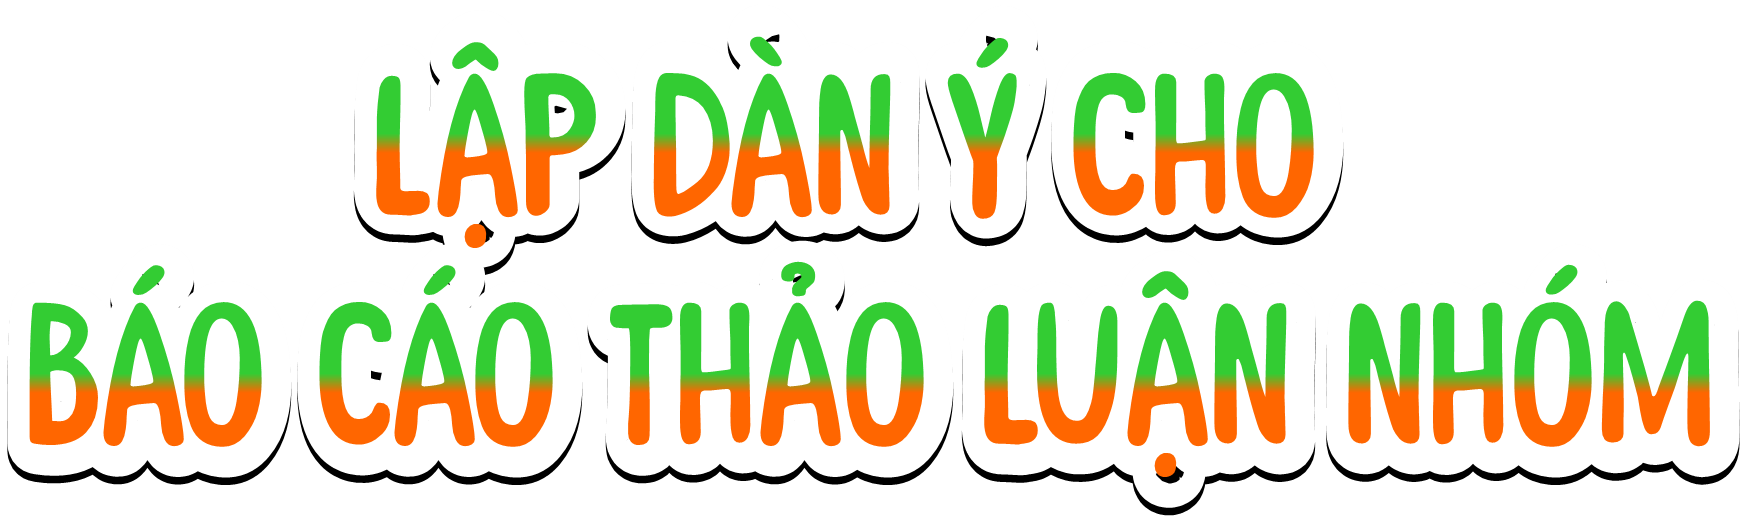 LẬP DÀN Ý CHO
BÁO CÁO THẢO LUẬN NHÓM